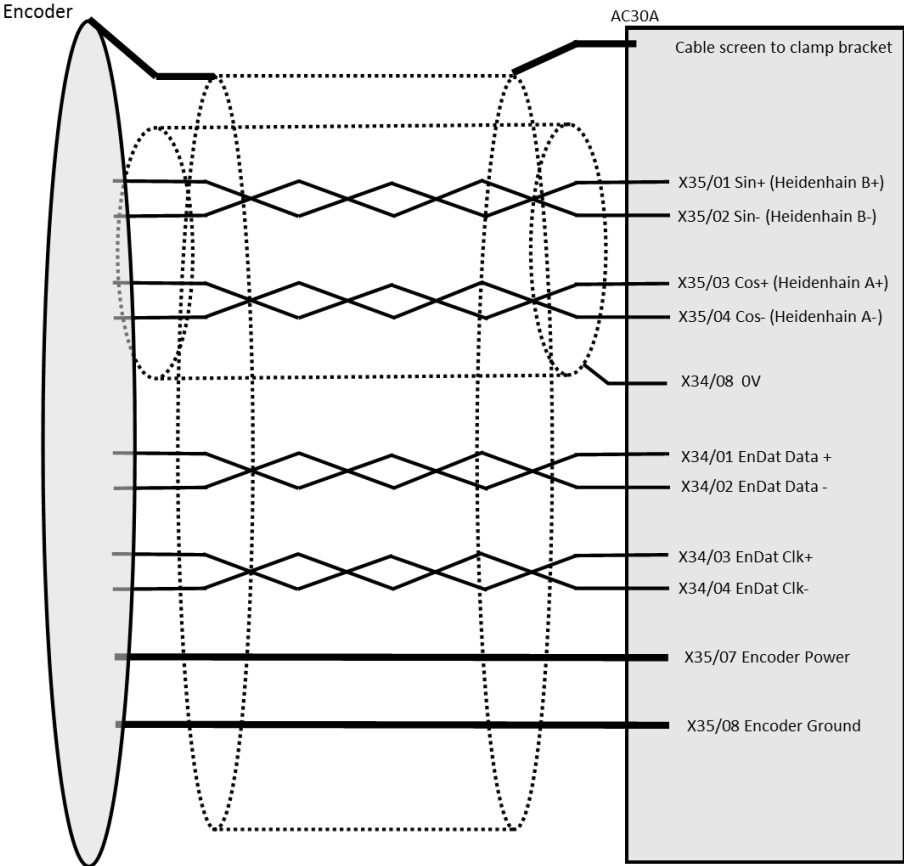 Encoder
AC30A
Cable screen to clamp bracket
X35/01 Sin+ (Heidenhain B+)
X35/02 Sin- (Heidenhain B-)
X35/03 Cos+ (Heidenhain A+)
X35/04 Cos- (Heidenhain A-)
X34/08 0V
X34/01 EnDat Data +
X34/02 EnDat Data -
X34/03 EnDat Clk+
X34/04 EnDat Clk-
X35/07 Encoder Power
X35/08 Encoder Ground